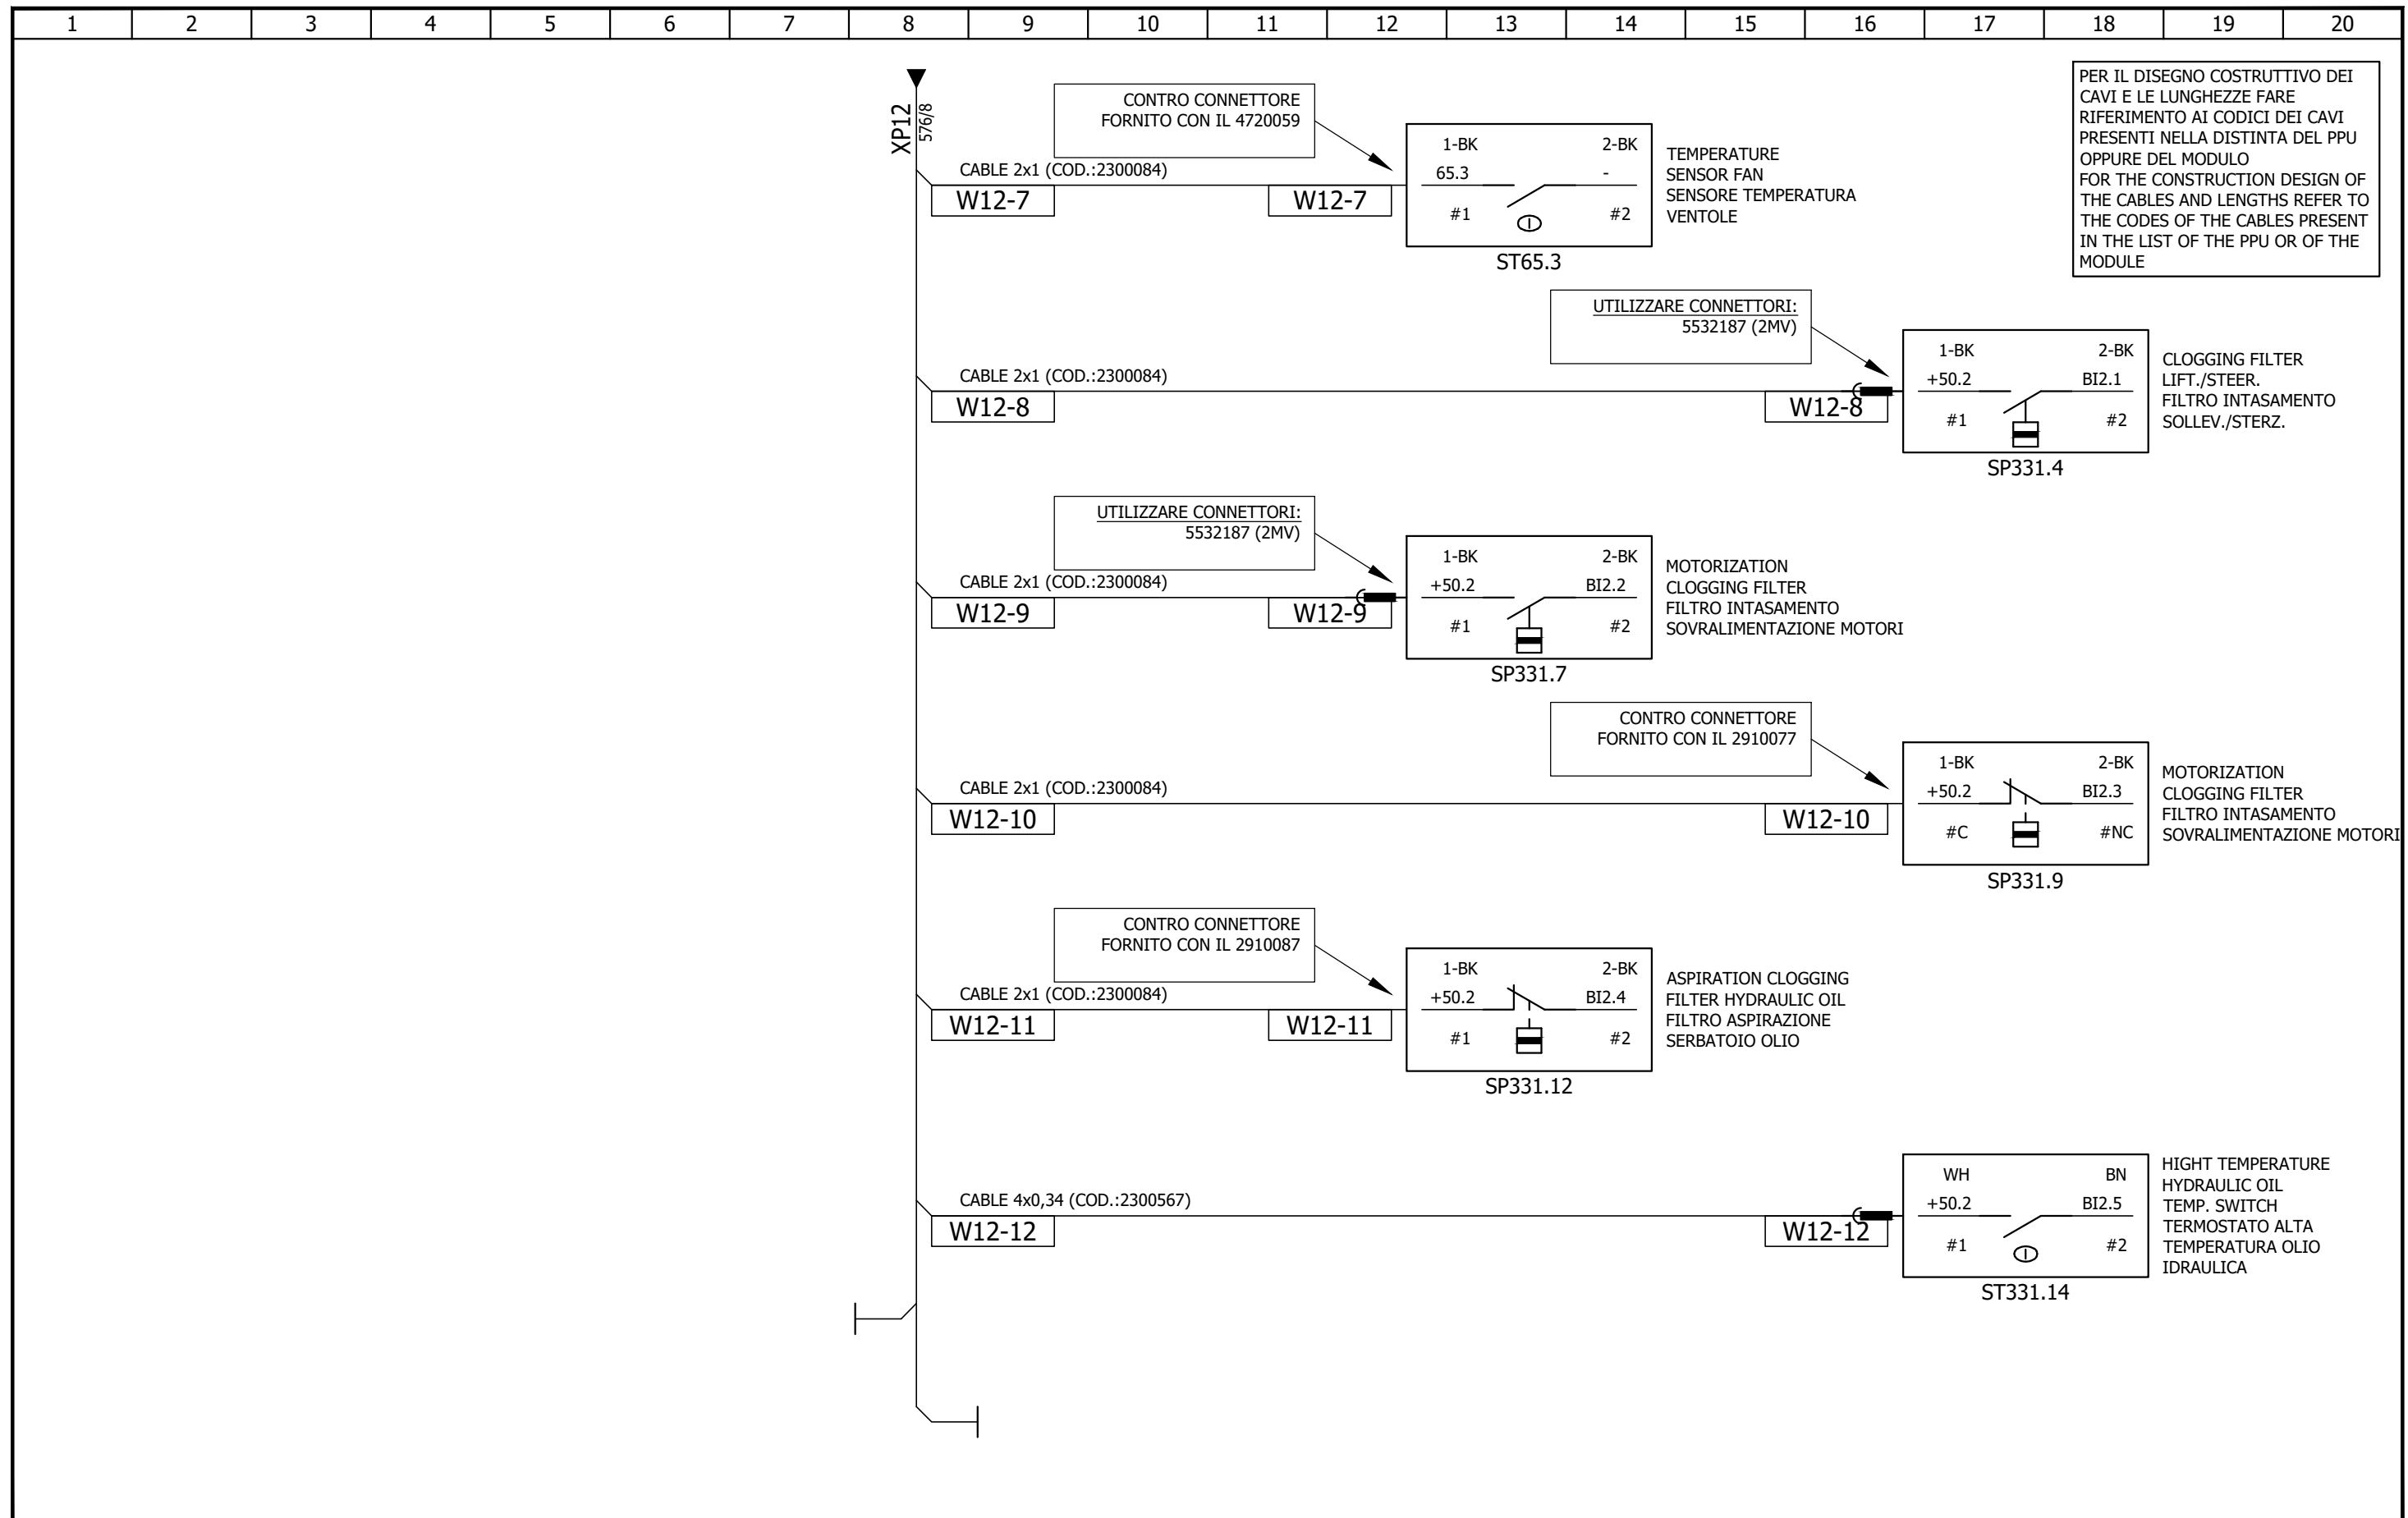 1 2 3 4 5 6 7 8 9 10 11 12 13 14 15 16 17 18 19 20
PER IL DISEGNO COSTRUTTIVO DEI
CAVI E LE LUNGHEZZE FARE
RIFERIMENTO AI CODICI DEI CAVI
PRESENTI NELLA DISTINTA DEL PPU
OPPURE DEL MODULO
FOR THE CONSTRUCTION DESIGN OF
THE CABLES AND LENGTHS REFER TO
THE CODES OF THE CABLES PRESENT
IN THE LIST OF THE PPU OR OF THE
MODULE
XP12
576/8
CONTRO CONNETTORE
FORNITO CON IL 4720059
CABLE 2x1 (COD.:2300084)
W12-7
W12-7
1-BK 2-BK
65.3 -
#1 #2
ST65.3
TEMPERATURE
SENSOR FAN
SENSORE TEMPERATURA
VENTOLE
UTILIZZARE CONNETTORI:
5532187 (2MV)
CABLE 2x1 (COD.:2300084)
W12-8
W12-8
1-BK 2-BK
+50.2 BI2.1
#1 #2
SP331.4
CLOGGING FILTER
LIFT./STEER.
FILTRO INTASAMENTO
SOLLEV./STERZ.
UTILIZZARE CONNETTORI:
5532187 (2MV)
CABLE 2x1 (COD.:2300084)
W12-9
W12-9
1-BK 2-BK
+50.2 BI2.2
#1 #2
SP331.7
MOTORIZATION
CLOGGING FILTER
FILTRO INTASAMENTO
SOVRALIMENTAZIONE MOTORI
CONTRO CONNETTORE
FORNITO CON IL 2910077
CABLE 2x1 (COD.:2300084)
W12-10
W12-10
1-BK 2-BK
+50.2 BI2.3
#C #NC
SP331.9
MOTORIZATION
CLOGGING FILTER
FILTRO INTASAMENTO
SOVRALIMENTAZIONE MOTORI
CONTRO CONNETTORE
FORNITO CON IL 2910087
CABLE 2x1 (COD.:2300084)
W12-11
W12-11
1-BK 2-BK
+50.2 BI2.4
#1 #2
SP331.12
ASPIRATION CLOGGING
FILTER HYDRAULIC OIL
FILTRO ASPIRAZIONE
SERBATOIO OLIO
CABLE 4x0,34 (COD.:2300567)
W12-12
W12-12
WH BN
+50.2 BI2.5
#1 #2
ST331.14
HIGHT TEMPERATURE
HYDRAULIC OIL
TEMP. SWITCH
TERMOSTATO ALTA
TEMPERATURA OLIO
IDRAULICA